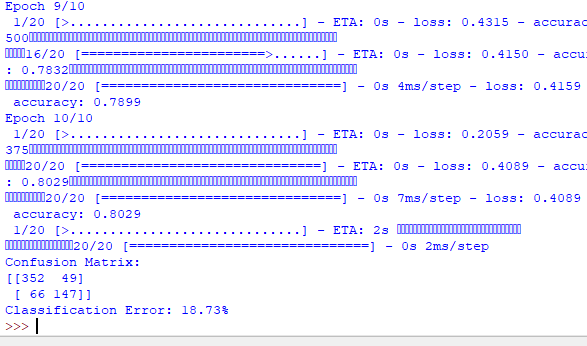 Epoch 9/10
 1/20 [>.............................] - ETA: 0s - loss: 0.4315 - accurac
500
16/20 [=======================>......] - ETA: 0s - loss: 0.4150 - accu
: 0.7832
20/20 [==============================] - 0s 4ms/step - loss: 0.4159
 accuracy: 0.7899
Epoch 10/10
 1/20 [>.............................] - ETA: 0s - loss: 0.2059 - accurac
375
20/20 [==============================] - ETA: 0s - loss: 0.4089 - accu
: 0.8029
20/20 [==============================] - 0s 7ms/step - loss: 0.4089
 accuracy: 0.8029
 1/20 [>.............................] - ETA: 2s
20/20 [==============================] - 0s 2ms/step
Confusion Matrix:
[[352  49]
 [ 66 147]]
Classification Error: 18.73%
>>>